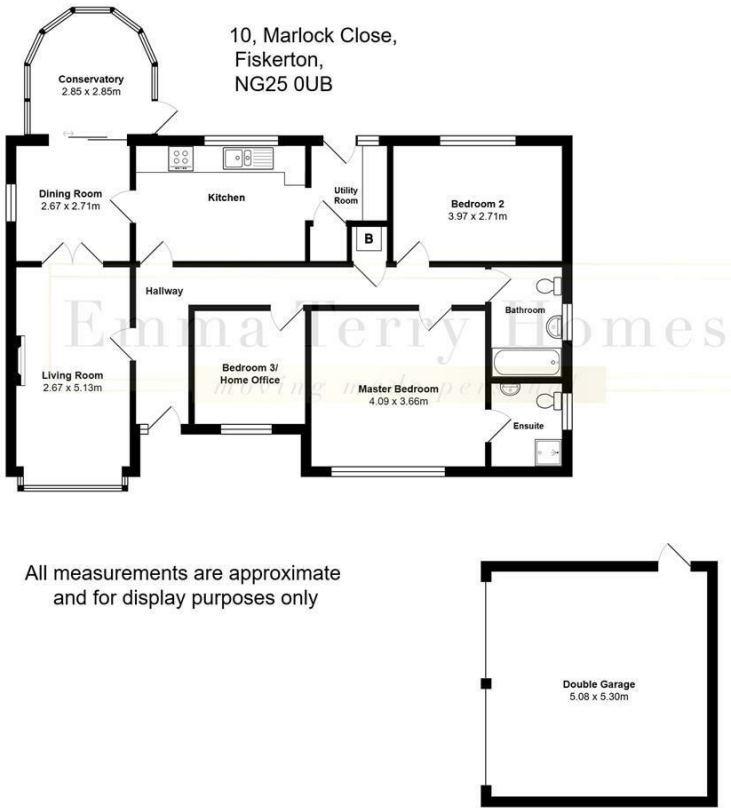 10, Marlock Close,
Fiskerton,
NG25 0UB
Conservatory
2.85 x 2.85m
Dining Room
2.67 x 2.71m
Kitchen
Utility
Room
Bedroom 2
3.97 x 2.71m
B
Hallway
Bathroom
Emma Terry Homes
Living Room
2.67 x 5.13m
Bedroom 3/
Home Office
Master Bedroom
4.09 x 3.66m
moving made personal
Ensuite
All measurements are approximate
and for display purposes only
Double Garage
5.08 x 5.30m